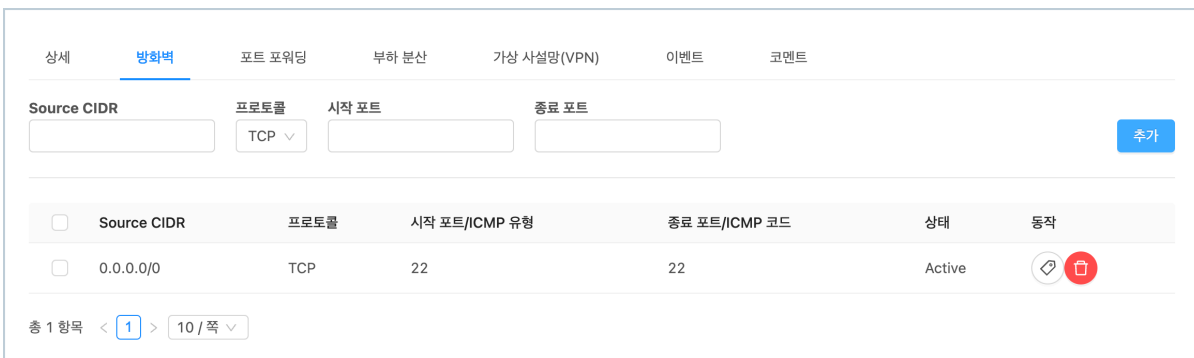 상세 방화벽 포트 포워딩 부하 분산 가상 사설망(VPN) 이벤트 코멘트
Source CIDR 프로토콜 시작 포트 종료 포트
TCP 추가
Source CIDR 프로토콜 시작 포트/ICMP 유형 종료 포트/ICMP 코드 상태 동작
0.0.0.0/0 TCP 22 22 Active
총 1 항목 < 1 > 10 / 쪽